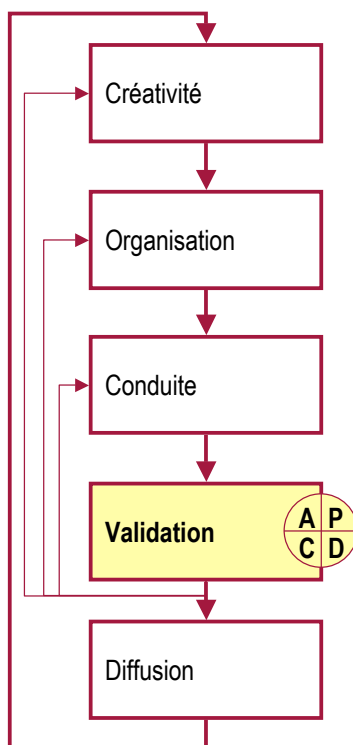 Créativité
Organisation
Conduite
Validation
A P
C D
Diffusion